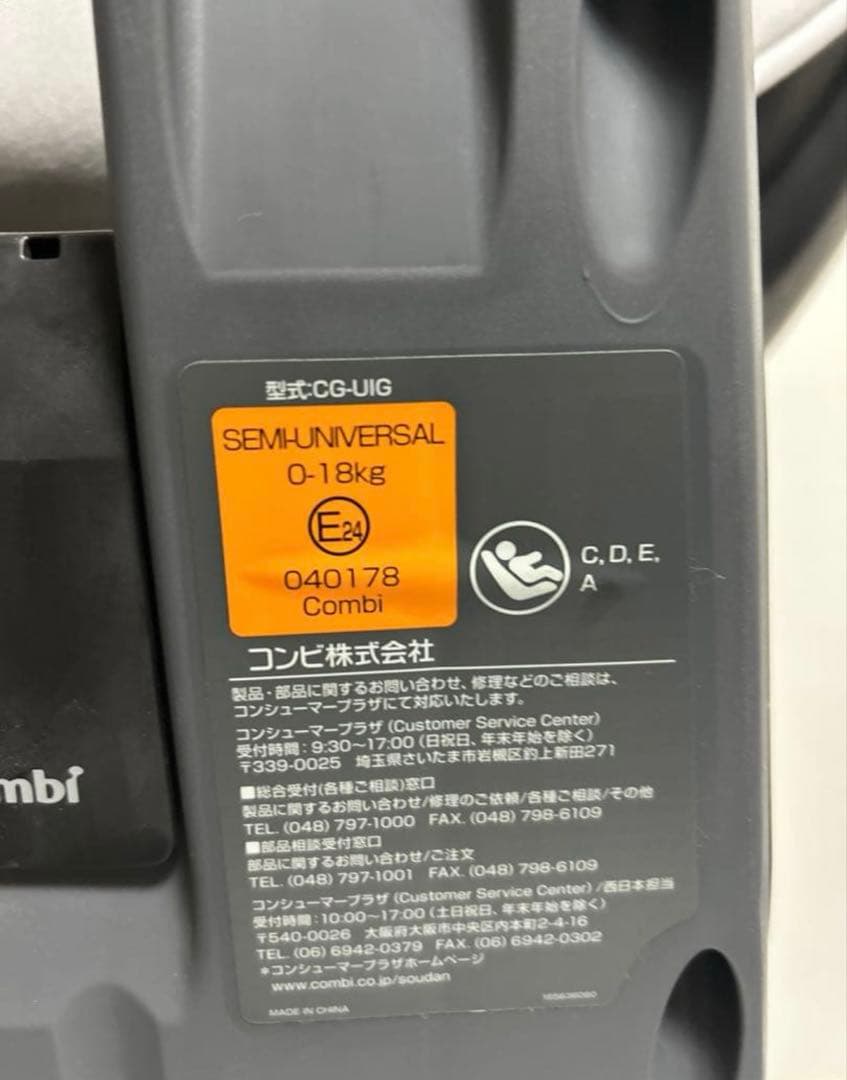 型式:CG-UIG
SEMI-UNIVERSAL
0-18kg
E24
040178
Combi
C, D, E,
A
コンビ株式会社
製品・部品に関するお問い合わせ、修理などのご相談は、
コンシューマープラザにて対応いたします。
コンシューマープラザ (Customer Service Center)
受付時間:9:30〜17:00 (日祝日、年末年始を除く)
〒339-0025 埼玉県さいたま市岩槻区釣上新田271
■総合受付(各種ご相談)窓口
製品に関するお問い合わせ/修理のご依頼/各種ご相談/その他
TEL. (048) 797-1000 FAX. (048) 798-6109
■部品相談受付窓口
部品に関するお問い合わせ/ご注文
TEL. (048) 797-1001 FAX. (048) 798-6109
コンシューマープラザ (Customer Service Center) /西日本担当
受付時間:10:00〜17:00 (土日祝日、年末年始を除く)
〒540-0026 大阪府大阪市中央区内本町2-4-16
TEL. (06) 6942-0379 FAX. (06) 6942-0302
*コンシューマープラザホームページ
www.combi.co.jp/soudan
MADE IN CHINA
mbi